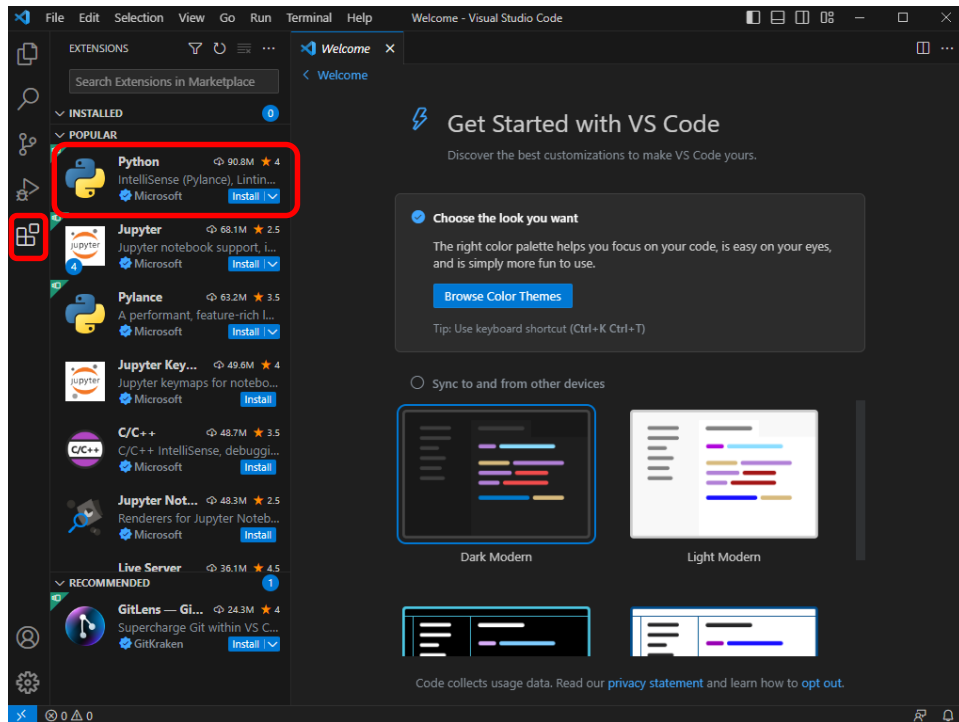 File Edit Selection View Go Run Terminal Help Welcome - Visual Studio Code
EXTENSIONS
Search Extensions in Marketplace
INSTALLED 0
POPULAR
Python 90.8M 4
IntelliSense (Pylance), Lintin...
Microsoft Install
Jupyter 68.1M 2.5
Jupyter notebook support, i...
Microsoft Install
jupyter
4
Pylance 63.2M 3.5
A performant, feature-rich l...
Microsoft Install
Jupyter Key... 49.6M 4
Jupyter keymaps for notebo...
Microsoft Install
jupyter
C/C++ 48.7M 3.5
C/C++ IntelliSense, debuggi...
Microsoft Install
C/C++
Jupyter Not... 48.3M 2.5
Renderers for Jupyter Noteb...
Microsoft Install
Live Server 36.1M 4.5
RECOMMENDED 1
GitLens — Gi... 24.3M 4
Supercharge Git within VS C...
GitKraken Install
0 0
Welcome
Welcome
Get Started with VS Code
Discover the best customizations to make VS Code yours.
Choose the look you want
The right color palette helps you focus on your code, is easy on your eyes,
and is simply more fun to use.
Browse Color Themes
Tip: Use keyboard shortcut (Ctrl+K Ctrl+T)
Sync to and from other devices
Dark Modern
Light Modern
Code collects usage data. Read our privacy statement and learn how to opt out.